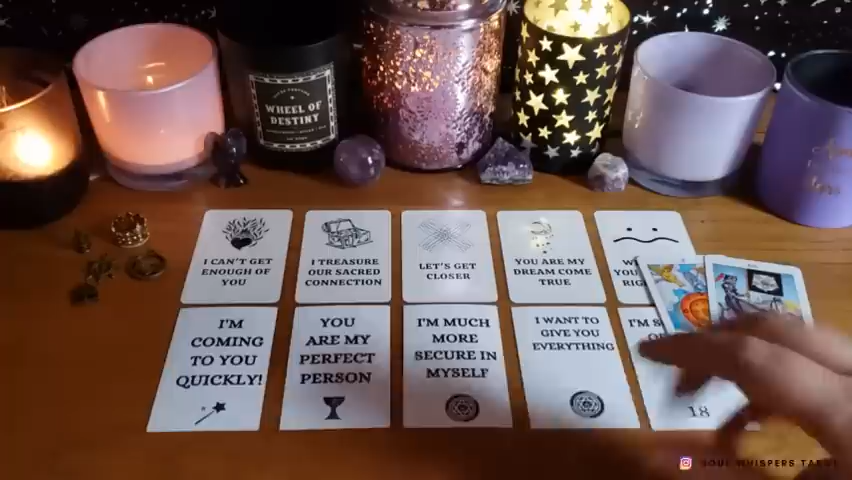 WHEEL OF
DESTINY
I CAN'T GET
ENOUGH OF
YOU
I TREASURE
OUR SACRED
CONNECTION
LET'S GET
CLOSER
YOU ARE MY
DREAM COME
TRUE
I'M
COMING
TO YOU
QUICKLY!
YOU
ARE MY
PERFECT
PERSON
I'M MUCH
MORE
SECURE IN
MYSELF
I WANT TO
GIVE YOU
EVERYTHING
I'M
18
SOUL WHISPERS TAROT